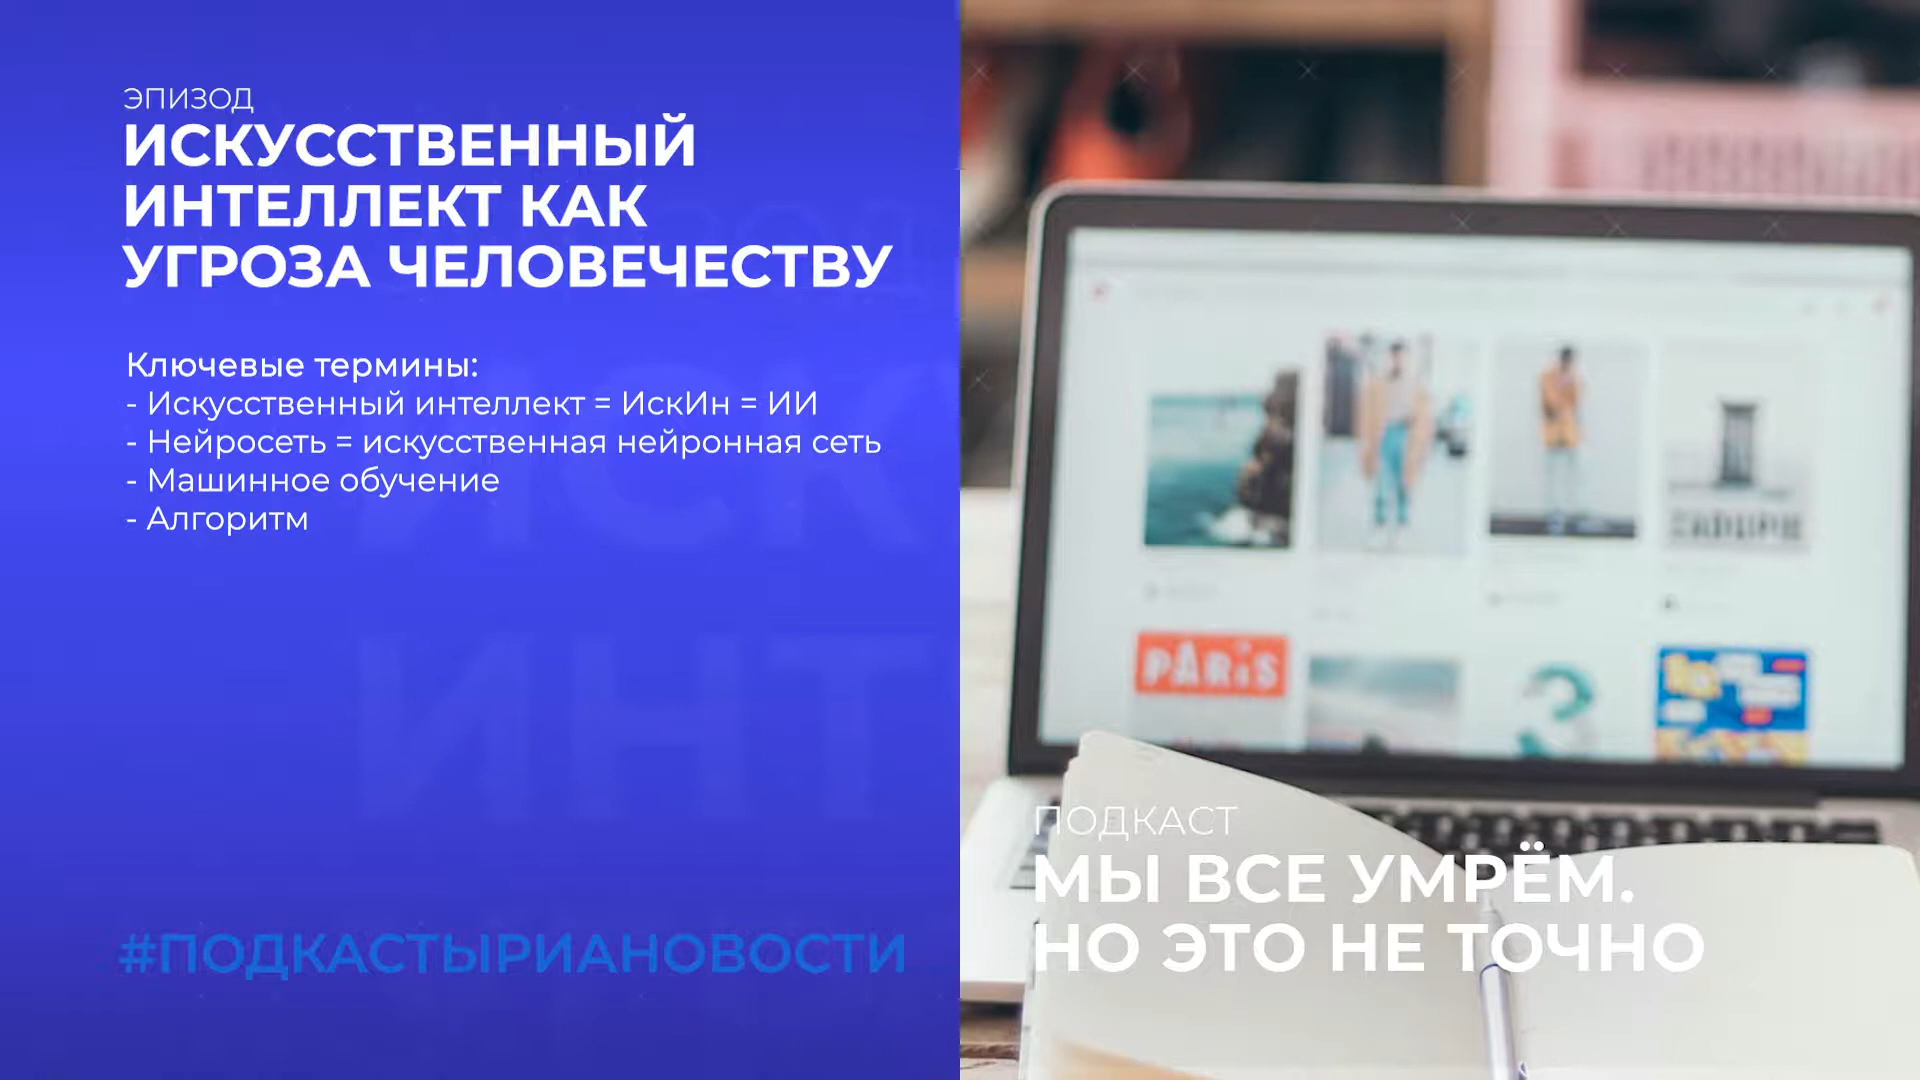 ЭПИЗОД
ИСКУССТВЕННЫЙ
ИНТЕЛЛЕКТ КАК
УГРОЗА ЧЕЛОВЕЧЕСТВУ
Ключевые термины:
- Искусственный интеллект = ИскИн = ИИ
- Нейросеть = искусственная нейронная сеть
- Машинное обучение
- Алгоритм
#ПОДКАСТЫРИАНОВОСТИ
PARIS
ПОДКАСТ
МЫ ВСЕ УМРЁМ.
НО ЭТО НЕ ТОЧНО